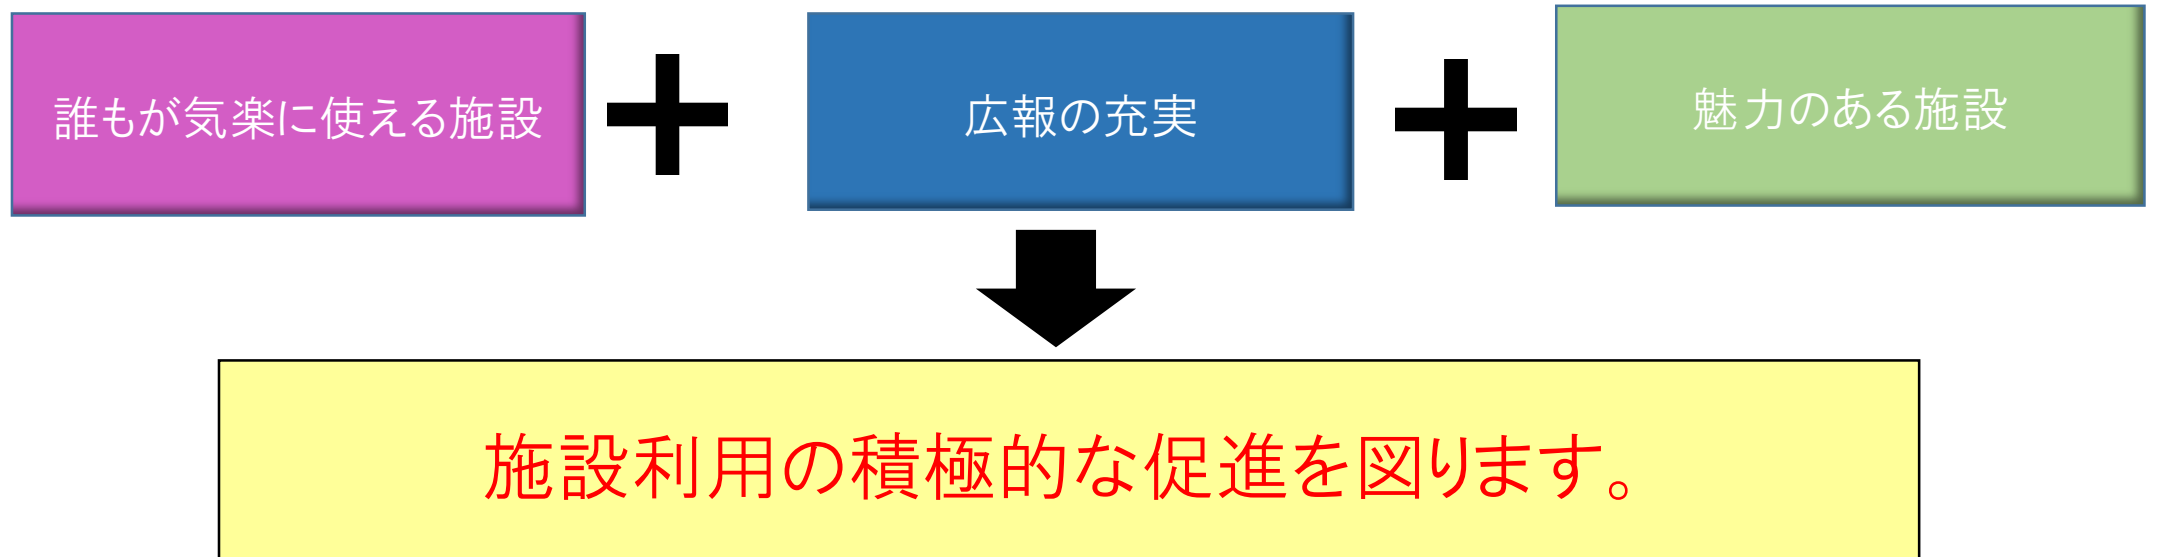 誰もが気楽に使える施設
広報の充実
魅力のある施設
施設利用の積極的な促進を図ります。